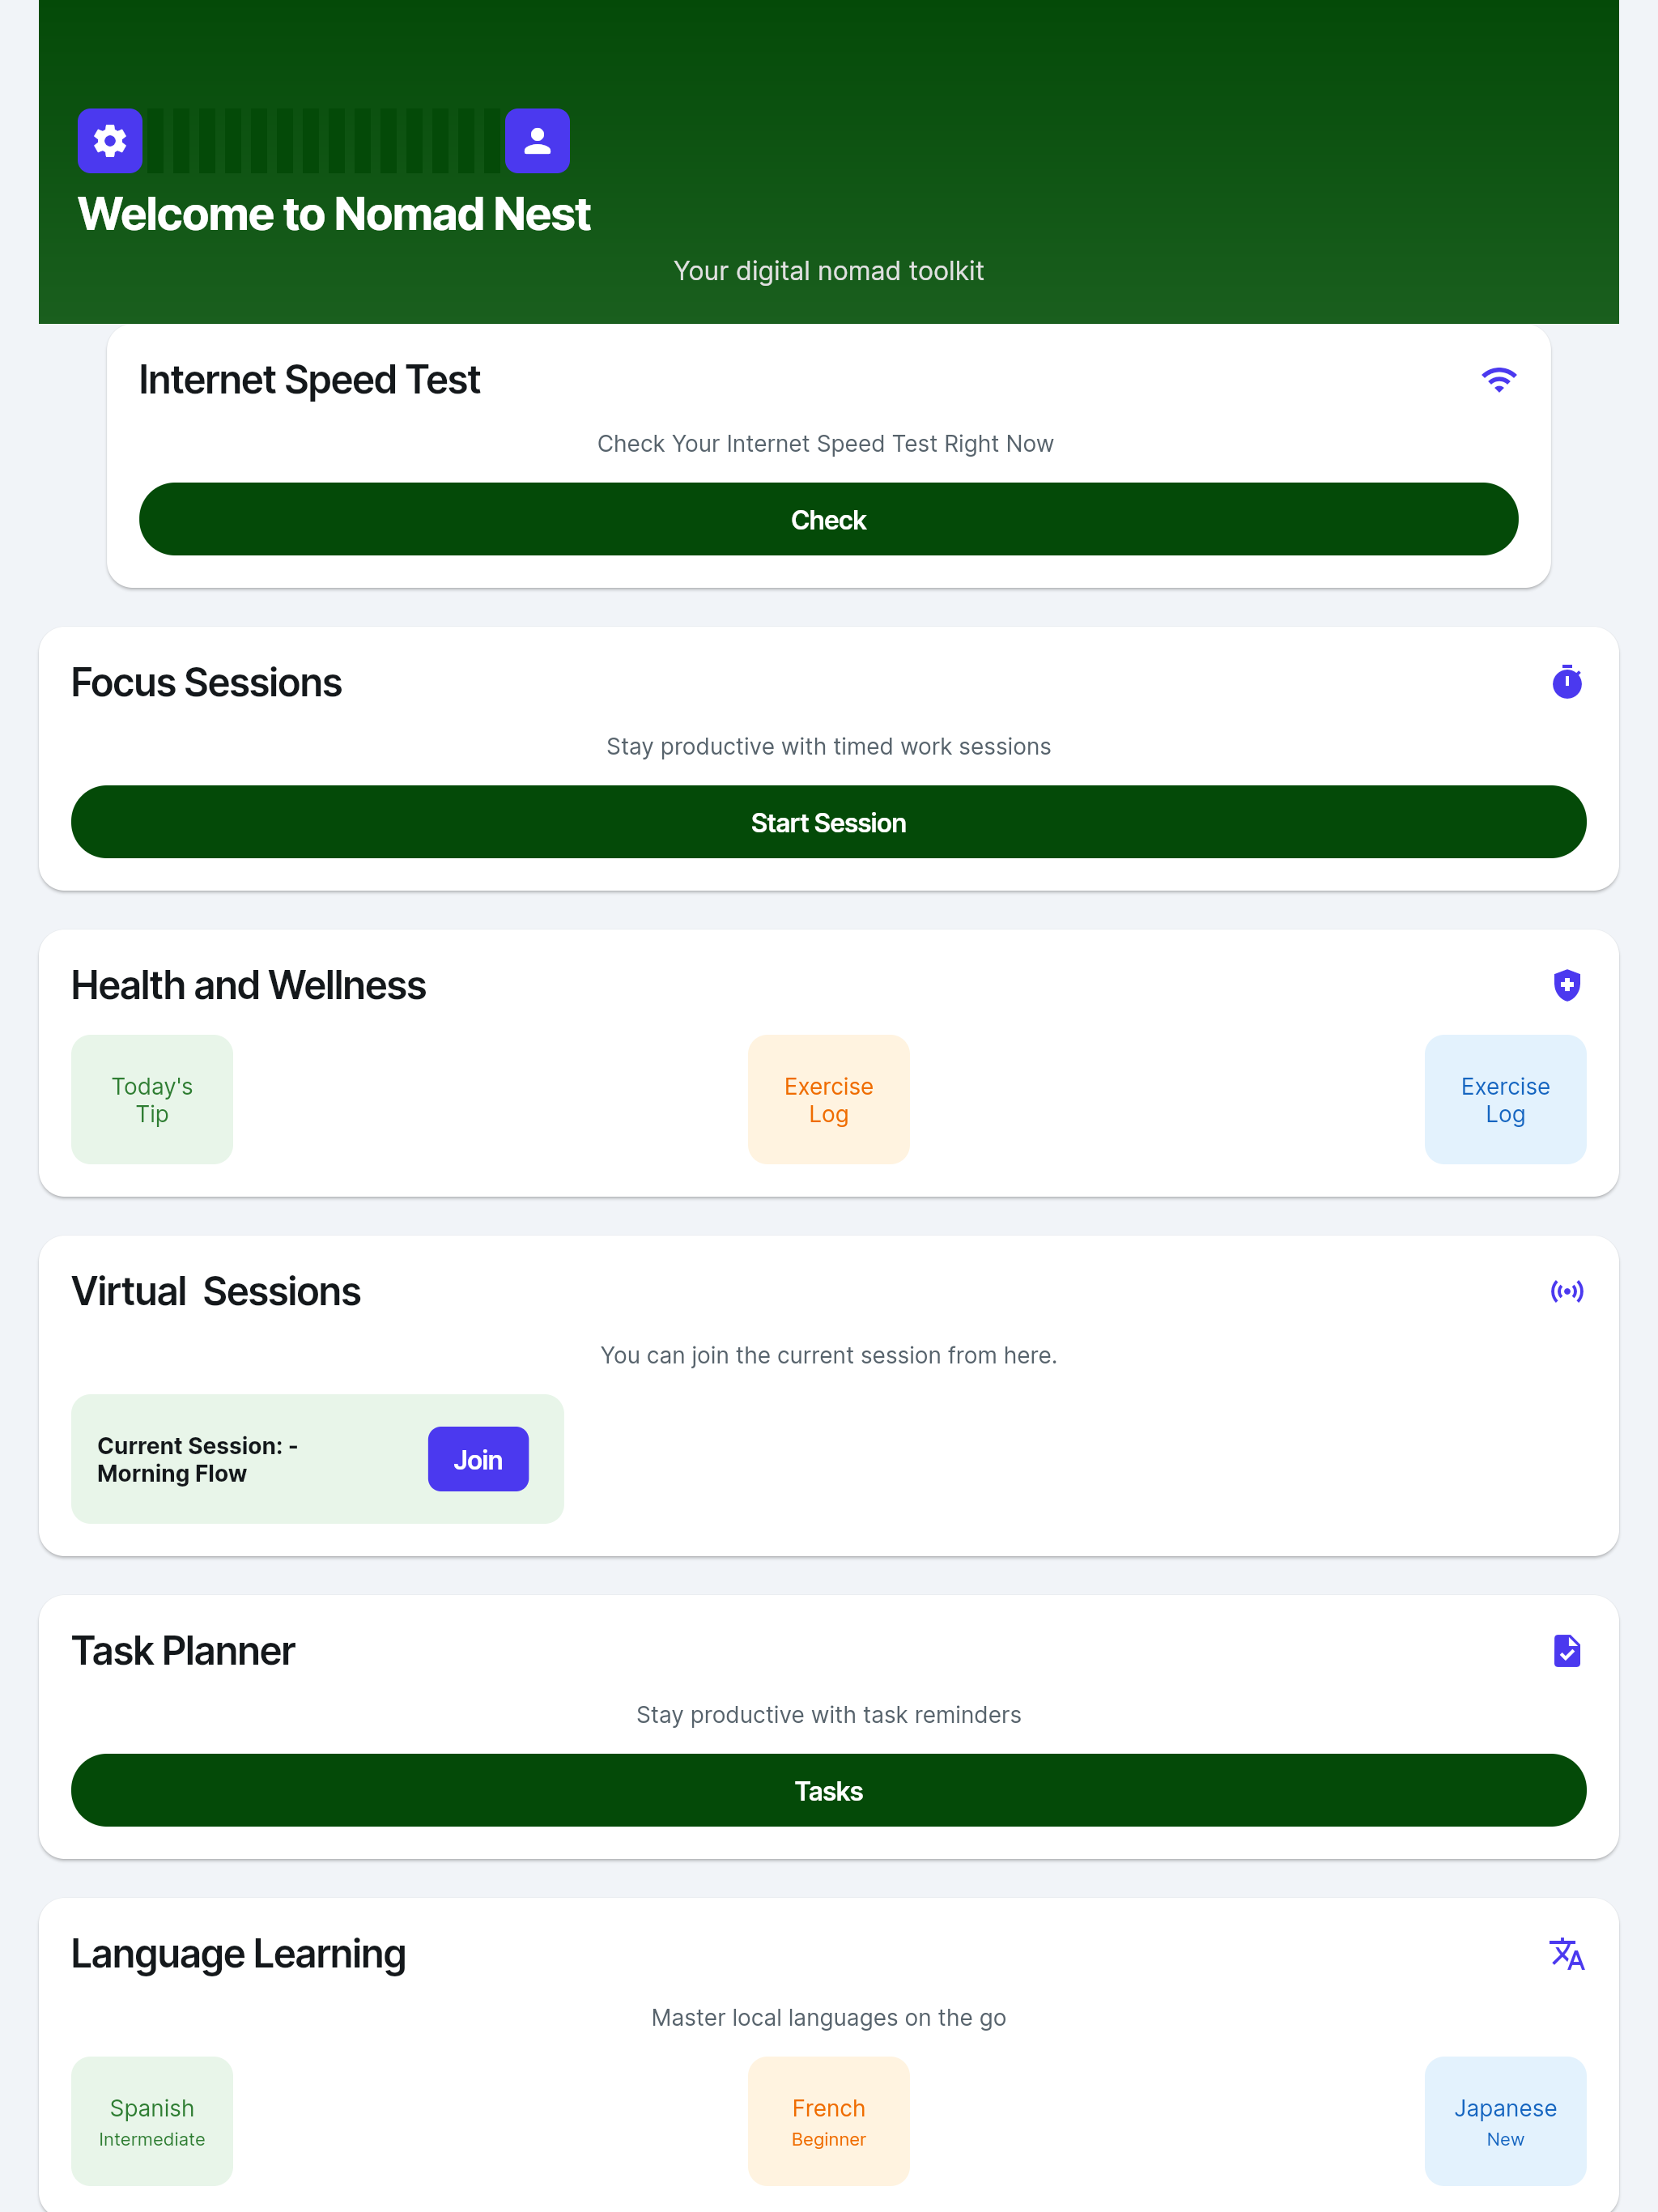 Welcome to Nomad Nest
Your digital nomad toolkit
Internet Speed Test
Check Your Internet Speed Test Right Now
Check
Focus Sessions
Stay productive with timed work sessions
Start Session
Health and Wellness
Today's
Tip
Exercise
Log
Exercise
Log
Virtual  Sessions
You can join the current session from here.
Current Session: -
Morning Flow
Join
Task Planner
Stay productive with task reminders
Tasks
Language Learning
Master local languages on the go
Spanish
Intermediate
French
Beginner
Japanese
New